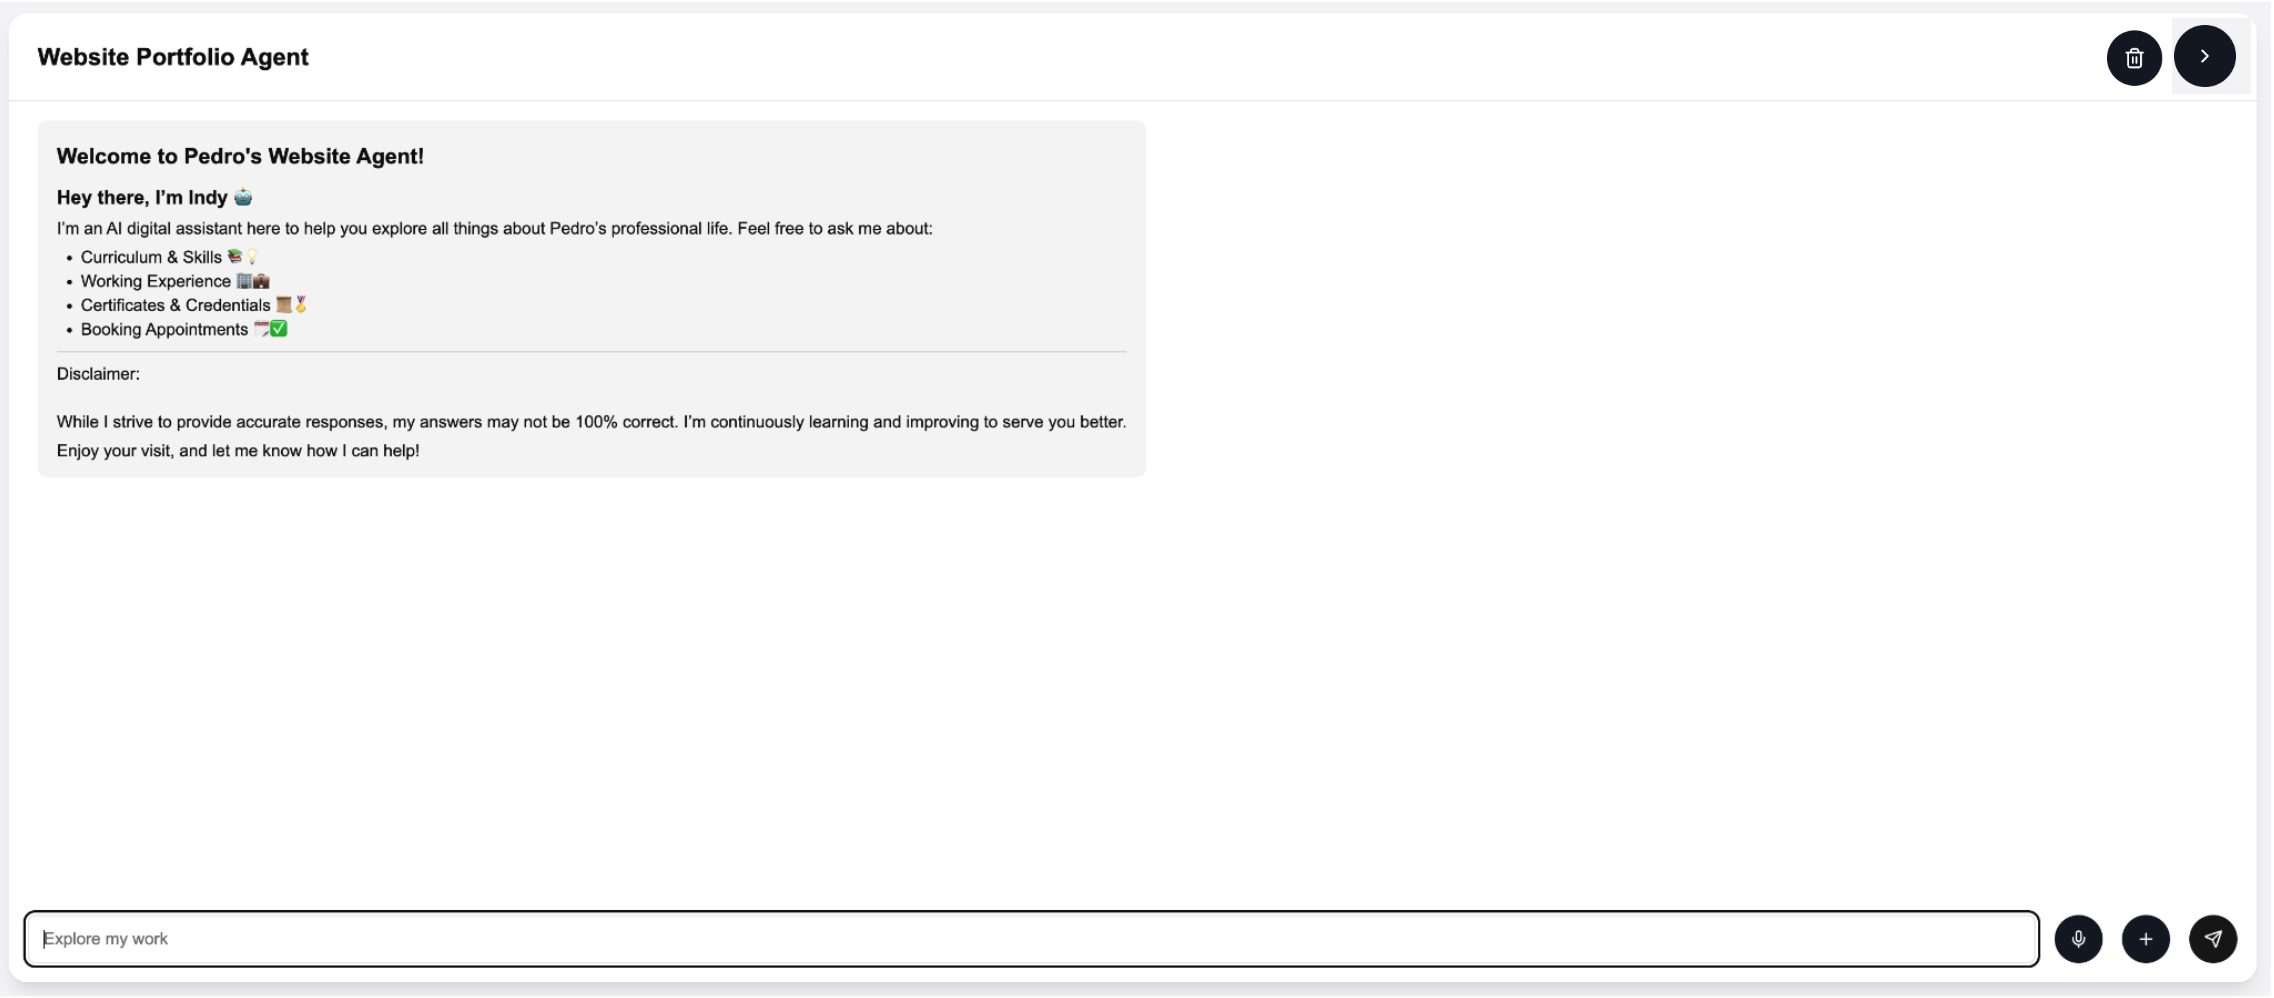 Website Portfolio Agent
Welcome to Pedro's Website Agent!
Hey there, I’m Indy 🤖
I’m an AI digital assistant here to help you explore all things about Pedro’s professional life. Feel free to ask me about:
• Curriculum & Skills 📚💡
• Working Experience 🏢💼
• Certificates & Credentials 📜🏅
• Booking Appointments 📅✅
Disclaimer:
While I strive to provide accurate responses, my answers may not be 100% correct. I’m continuously learning and improving to serve you better.
Enjoy your visit, and let me know how I can help!
Explore my work